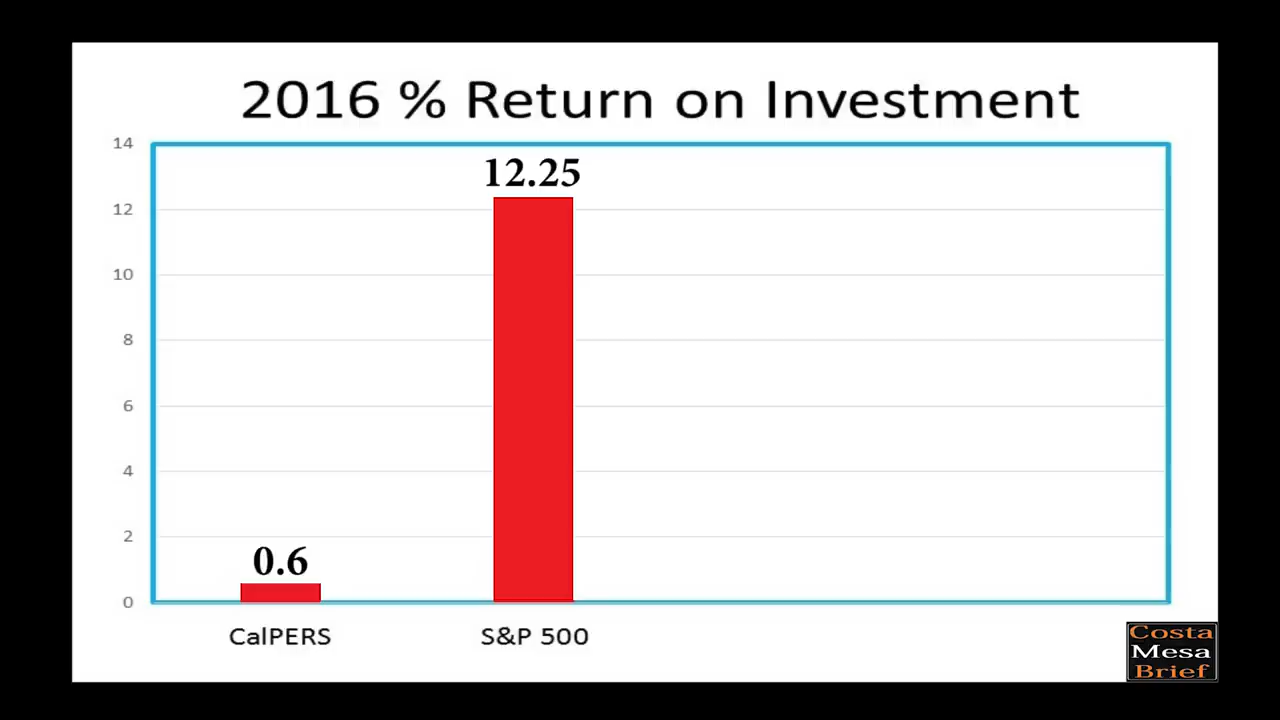 2016 % Return on Investment
14
12.25
12
10
8
6
4
2
0.6
0
CalPERS
S&P 500
Costa
Mesa
Brief